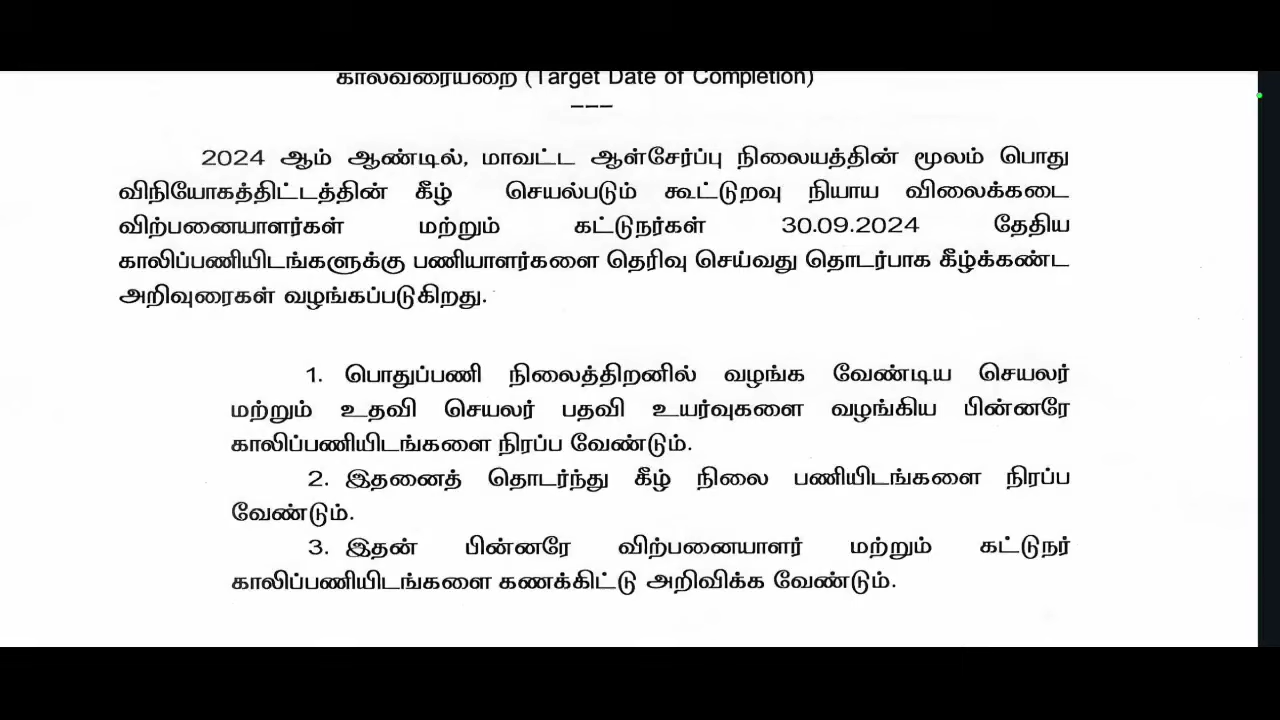 காலவரையறை (Target Date of Completion)
---
2024 ஆம் ஆண்டில், மாவட்ட ஆள்சேர்ப்பு நிலையத்தின் மூலம் பொது
விநியோகத்திட்டத்தின் கீழ் செயல்படும் கூட்டுறவு நியாய விலைக்கடை
விற்பனையாளர்கள் மற்றும் கட்டுநர்கள் 30.09.2024 தேதிய
காலிப்பணியிடங்களுக்கு பணியாளர்களை தெரிவு செய்வது தொடர்பாக கீழ்க்கண்ட
அறிவுரைகள் வழங்கப்படுகிறது.
1. பொதுப்பணி நிலைத்திறனில் வழங்க வேண்டிய செயலர்
மற்றும் உதவி செயலர் பதவி உயர்வுகளை வழங்கிய பின்னரே
காலிப்பணியிடங்களை நிரப்ப வேண்டும்.
2. இதனைத் தொடர்ந்து கீழ் நிலை பணியிடங்களை நிரப்ப
வேண்டும்.
3. இதன் பின்னரே விற்பனையாளர் மற்றும் கட்டுநர்
காலிப்பணியிடங்களை கணக்கிட்டு அறிவிக்க வேண்டும்.